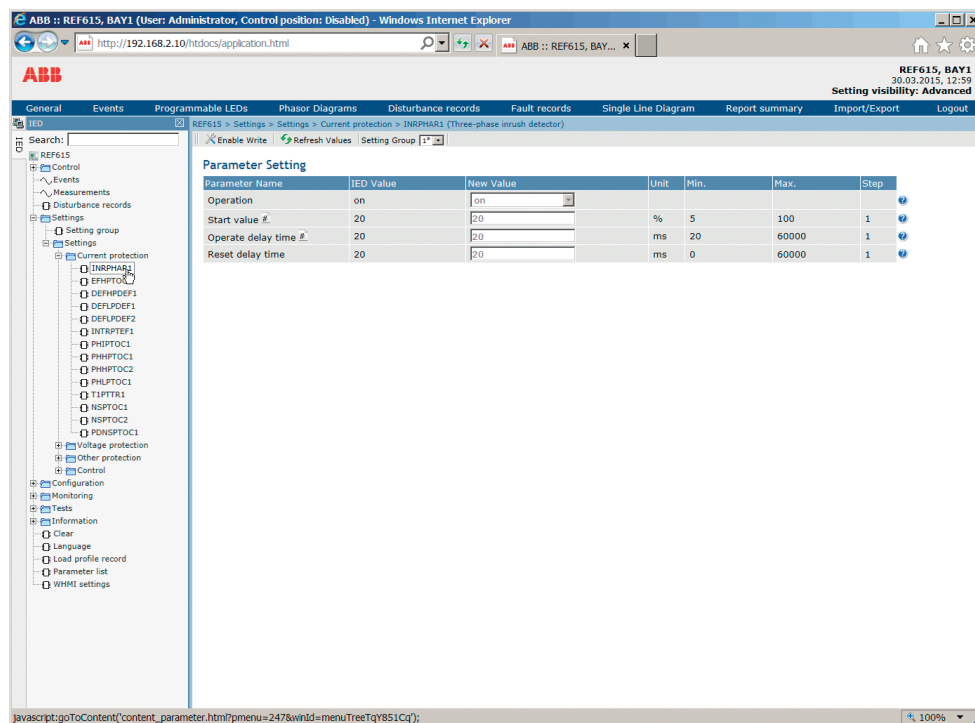 ABB :: REF615, BAY1 (User: Administrator, Control position: Disabled) - Windows Internet Explorer
http://192.168.2.10/htdocs/application.html
ABB :: REF615, BAY...
ABB
REF615, BAY1
30.03.2015, 12:59
Setting visibility: Advanced
General Events Programmable LEDs Phasor Diagrams Disturbance records Fault records Single Line Diagram Report summary Import/Export Logout
IED
IED
REF615 > Settings > Settings > Current protection > INRPHAR1 (Three-phase inrush detector)
Search:
Enable Write Refresh Values Setting Group 1*
REF615
Control
Events
Measurements
Disturbance records
Settings
Setting group
Settings
Current protection
INRPHAR1
EFHPTOC1
DEFHPDEF1
DEFLPDEF1
DEFLPDEF2
INTRPTEF1
PHIPTOC1
PHHPTOC1
PHHPTOC2
PHLPTOC1
T1PTTR1
NSPTOC1
NSPTOC2
PDNSPTOC1
Voltage protection
Other protection
Control
Configuration
Monitoring
Tests
Information
Clear
Language
Load profile record
Parameter list
WHMI settings
Parameter Setting
Parameter Name IED Value New Value Unit Min. Max. Step
Operation on on
Start value # 20 20 % 5 100 1
Operate delay time # 20 20 ms 20 60000 1
Reset delay time 20 20 ms 0 60000 1
javascript:goToContent('content_parameter.html?pmenu=247&winId=menuTreeTqY851Cq');
100%